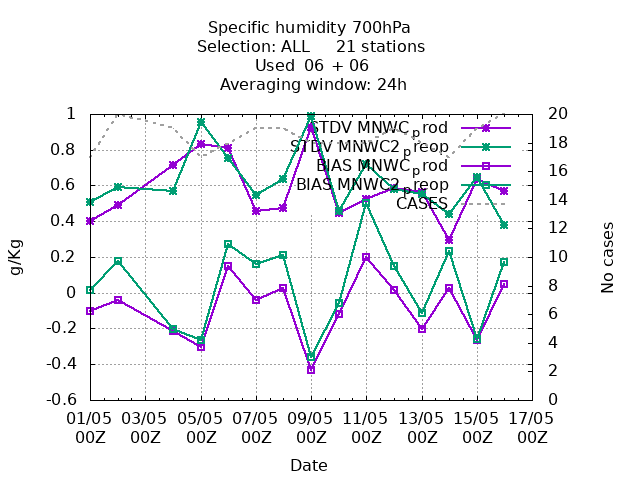 Specific humidity 700hPa
Selection: ALL 21 stations
Used 06 + 06
Averaging window: 24h
STDV MNWC_prod
STDV MNWC2_preop
BIAS MNWC_prod
BIAS MNWC2_preop
CASES
g/Kg
1
0.8
0.6
0.4
0.2
0
-0.2
-0.4
-0.6
No cases
20
18
16
14
12
10
8
6
4
2
0
01/05 03/05 05/05 07/05 09/05 11/05 13/05 15/05 17/05
00Z 00Z 00Z 00Z 00Z 00Z 00Z 00Z 00Z
Date